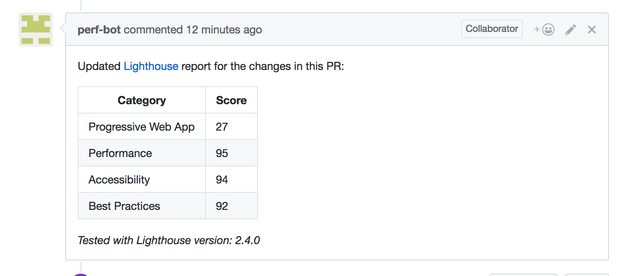 perf-bot commented 12 minutes ago
Collaborator
Updated Lighthouse report for the changes in this PR:
Category Score
Progressive Web App 27
Performance 95
Accessibility 94
Best Practices 92
Tested with Lighthouse version: 2.4.0